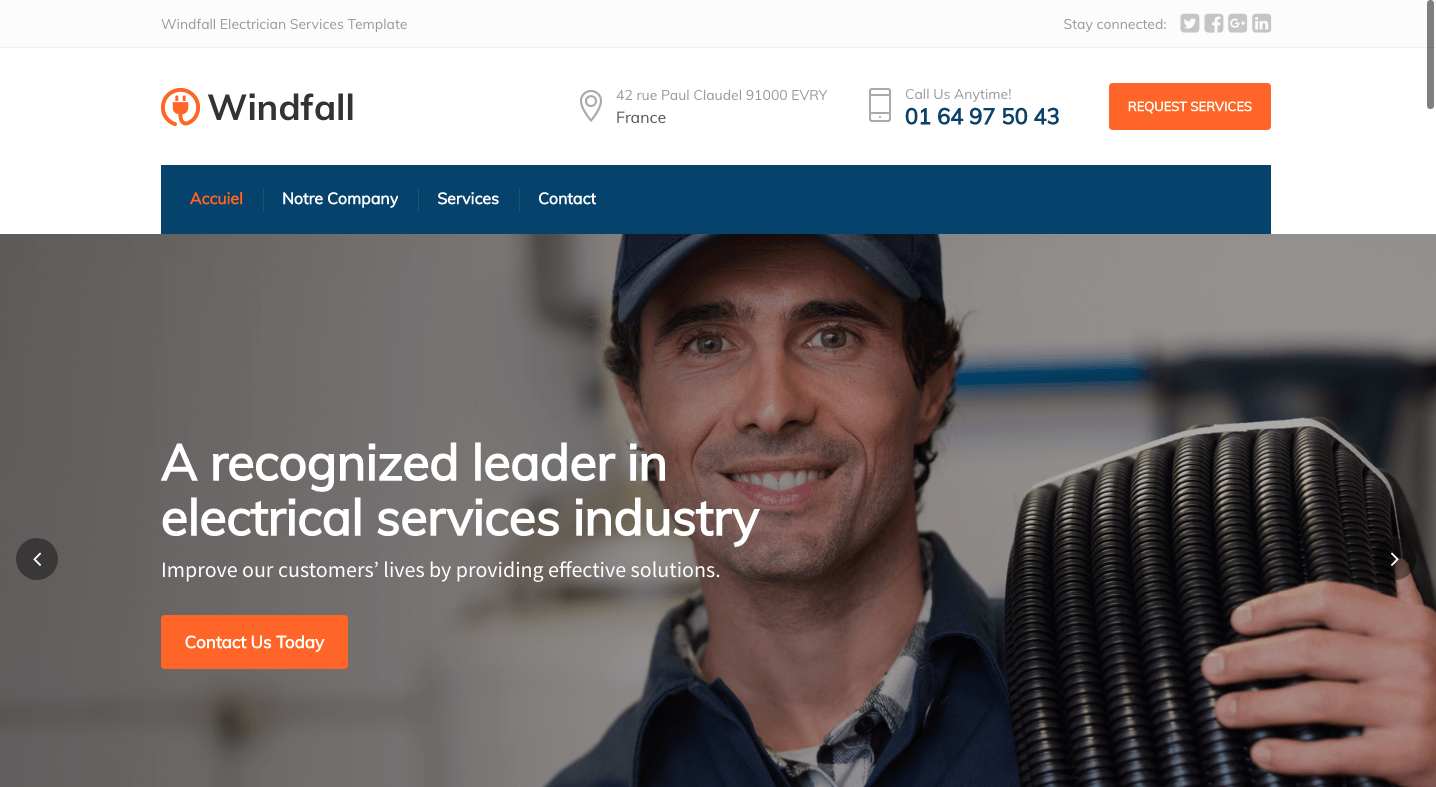 Windfall Electrician Services Template
Stay connected:
Windfall
42 rue Paul Claudel 91000 EVRY
France
Call Us Anytime!
01 64 97 50 43
REQUEST SERVICES
Accuiel
Notre Company
Services
Contact
A recognized leader in
electrical services industry
Improve our customers’ lives by providing effective solutions.
Contact Us Today